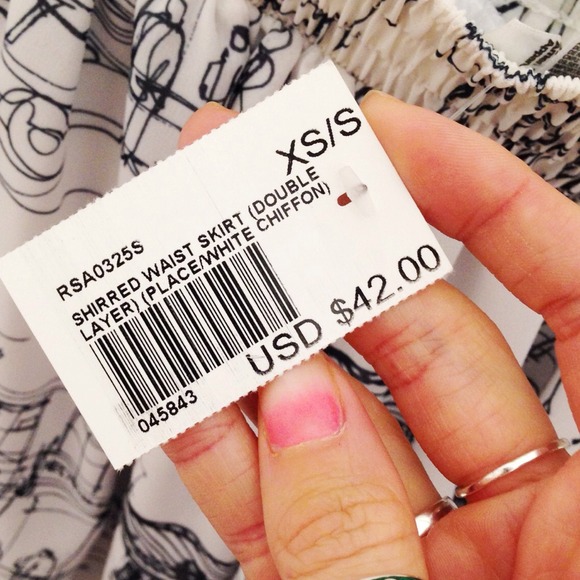 XS/S
RSA0325S
SHIRRED WAIST SKIRT (DOUBLE
LAYER) (PLACE/WHITE CHIFFON)
045843
USD $42.00